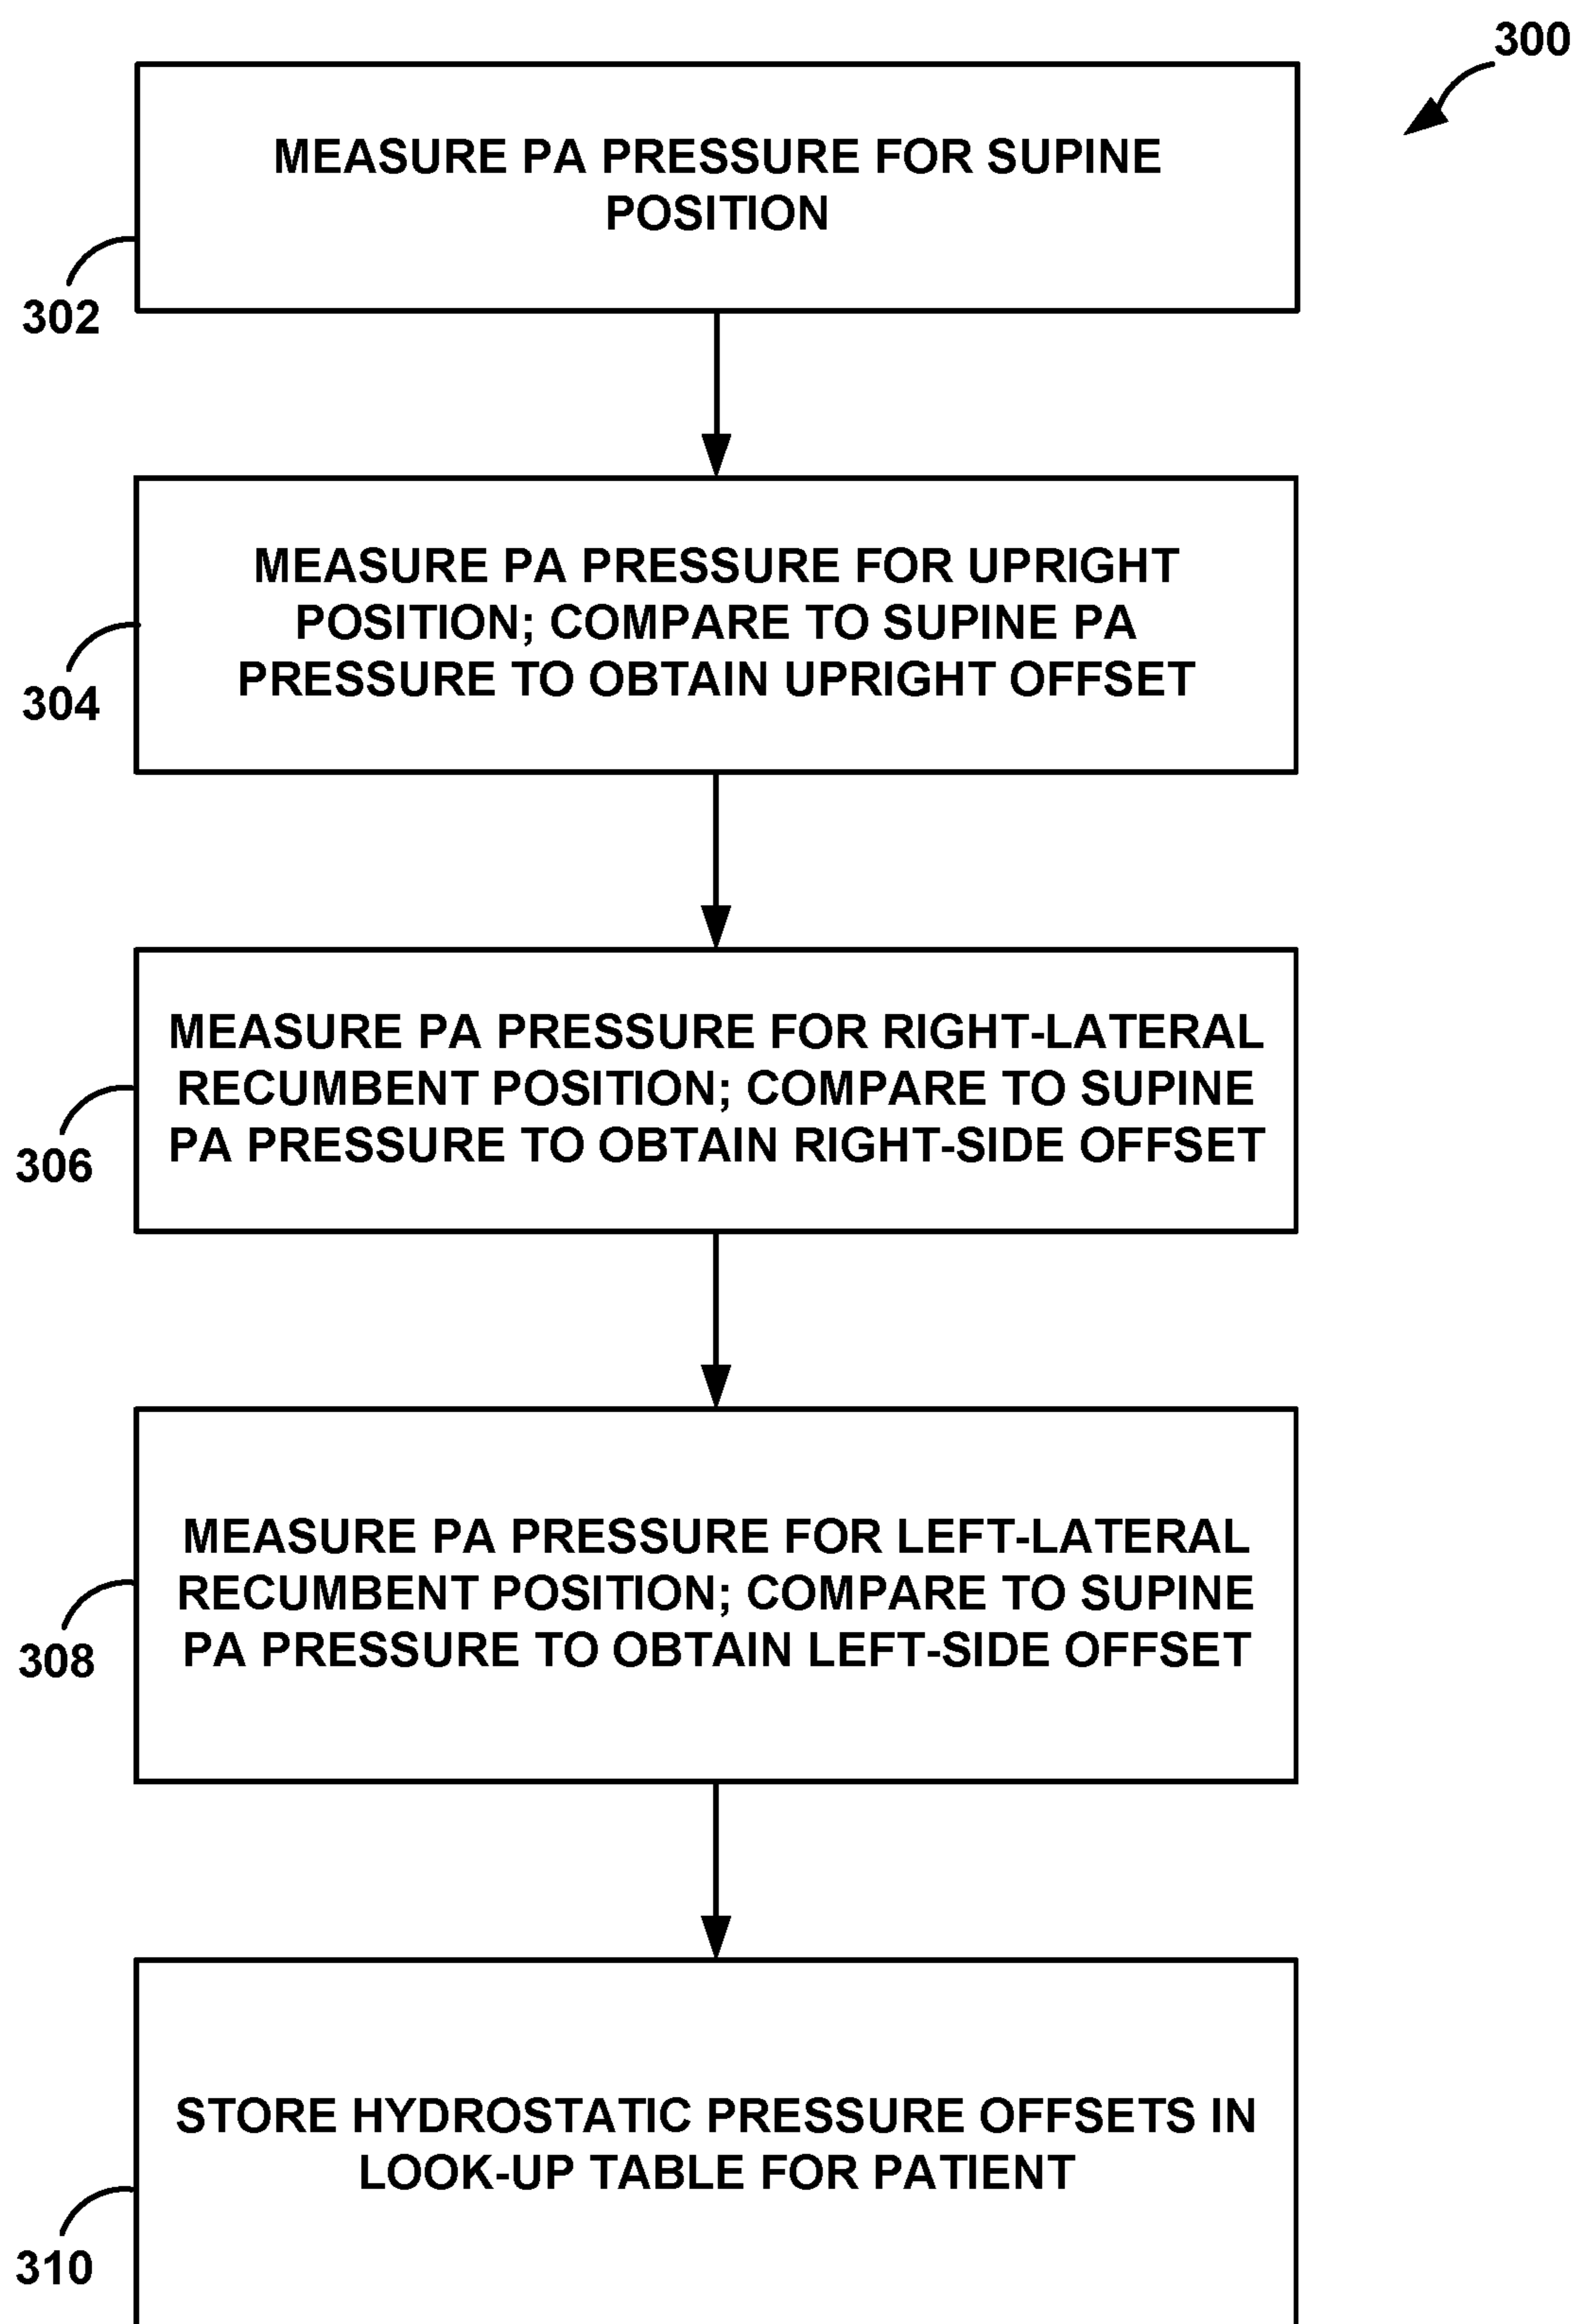 300
MEASURE PA PRESSURE FOR SUPINE
POSITION
302
MEASURE PA PRESSURE FOR UPRIGHT
POSITION; COMPARE TO SUPINE PA
PRESSURE TO OBTAIN UPRIGHT OFFSET
304
MEASURE PA PRESSURE FOR RIGHT-LATERAL
RECUMBENT POSITION; COMPARE TO SUPINE
PA PRESSURE TO OBTAIN RIGHT-SIDE OFFSET
306
MEASURE PA PRESSURE FOR LEFT-LATERAL
RECUMBENT POSITION; COMPARE TO SUPINE
PA PRESSURE TO OBTAIN LEFT-SIDE OFFSET
308
STORE HYDROSTATIC PRESSURE OFFSETS IN
LOOK-UP TABLE FOR PATIENT
310